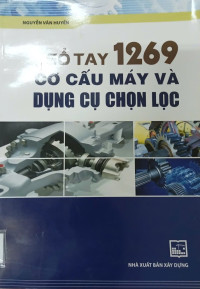 NGUYỄN VĂN HUYỀN
SỔ TAY 1269
CƠ CẤU MÁY VÀ
DỤNG CỤ CHỌN LỌC
NHÀ XUẤT BẢN XÂY DỰNG